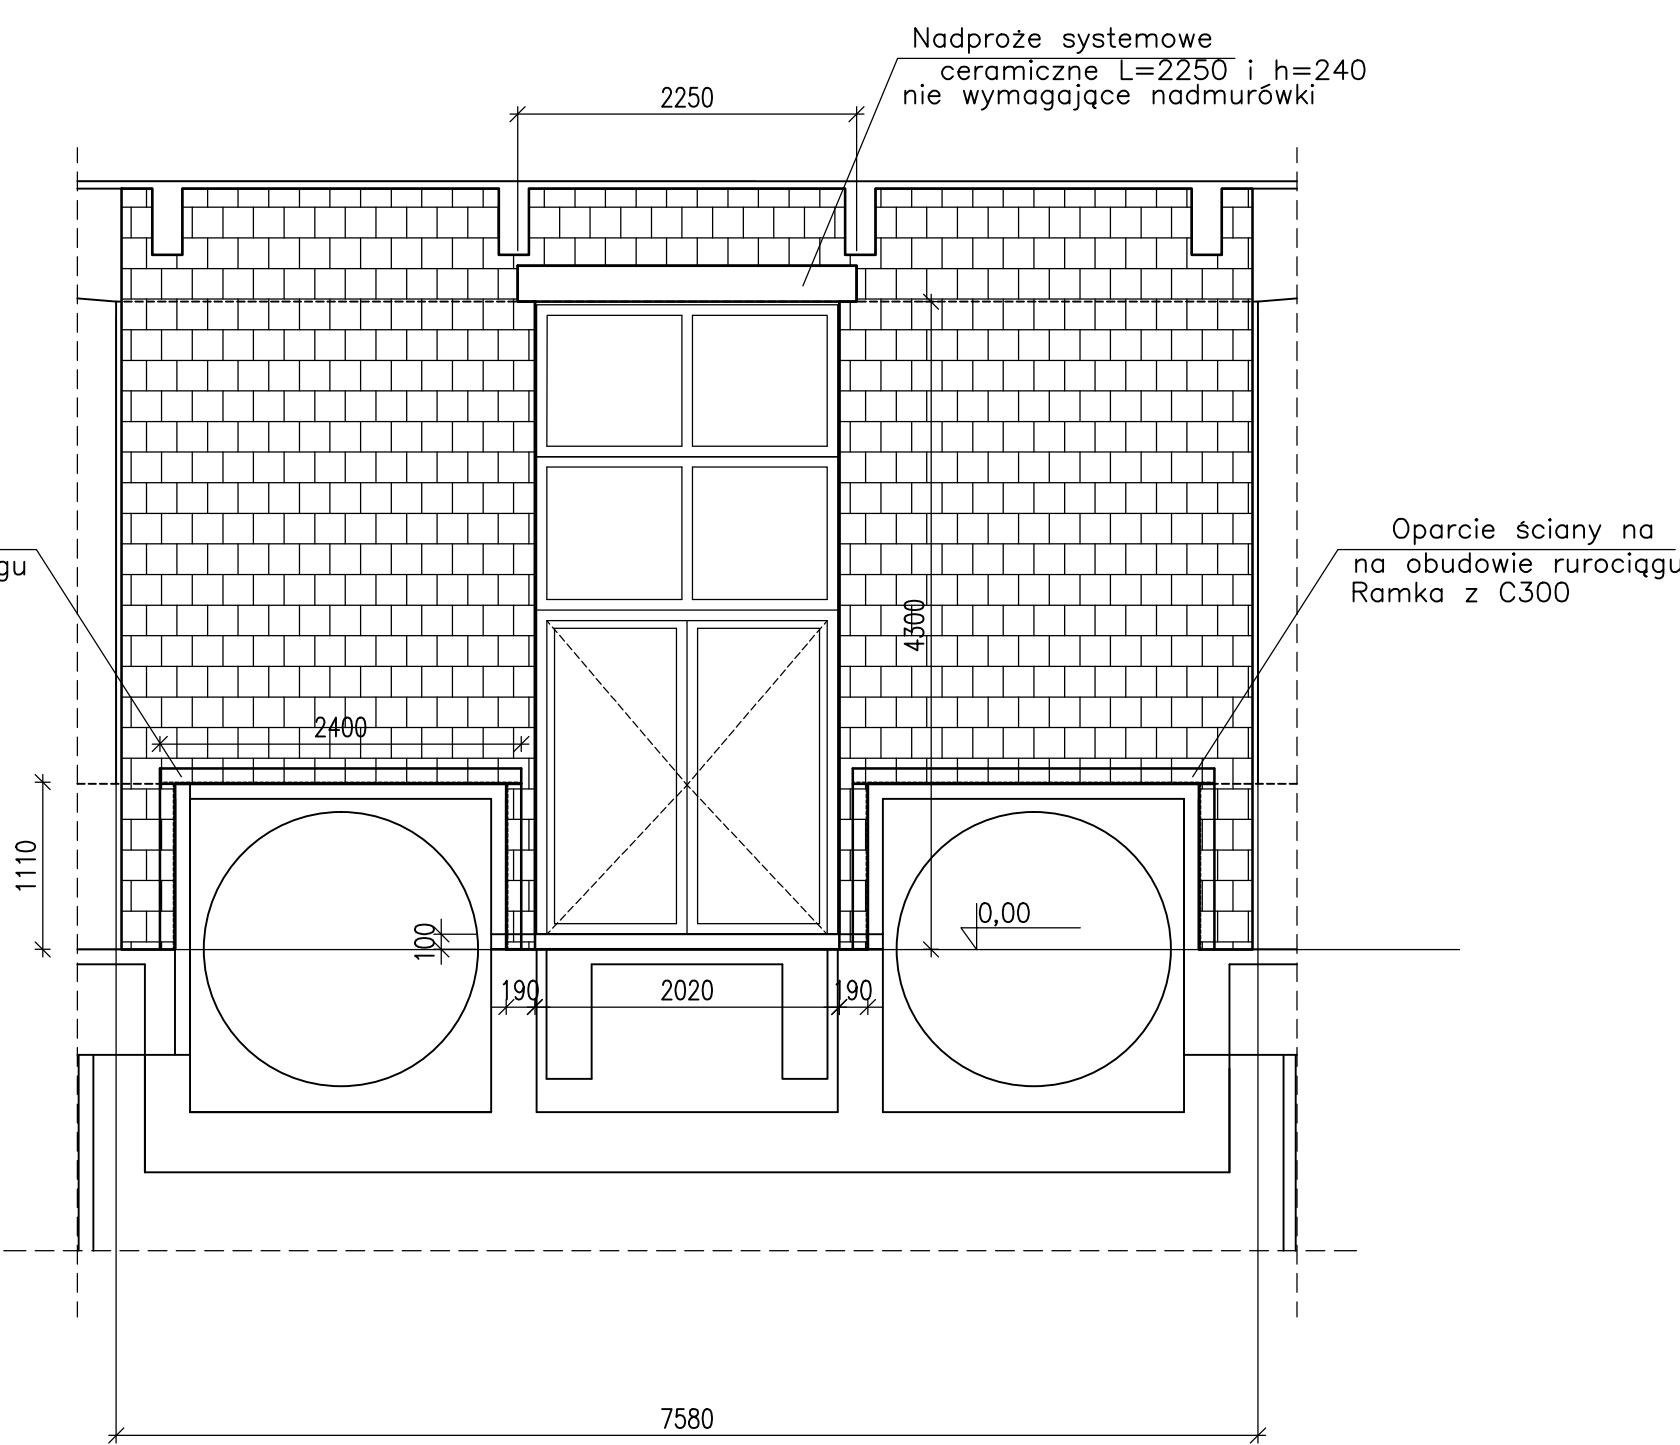 Nadproże systemowe
ceramiczne L=2250 i h=240
nie wymagające nadmurówki
2250
Oparcie ściany na
na obudowie rurociągu
Ramka z C300
gu
4300
2400
1110
100
0,00
190
2020
190
7580